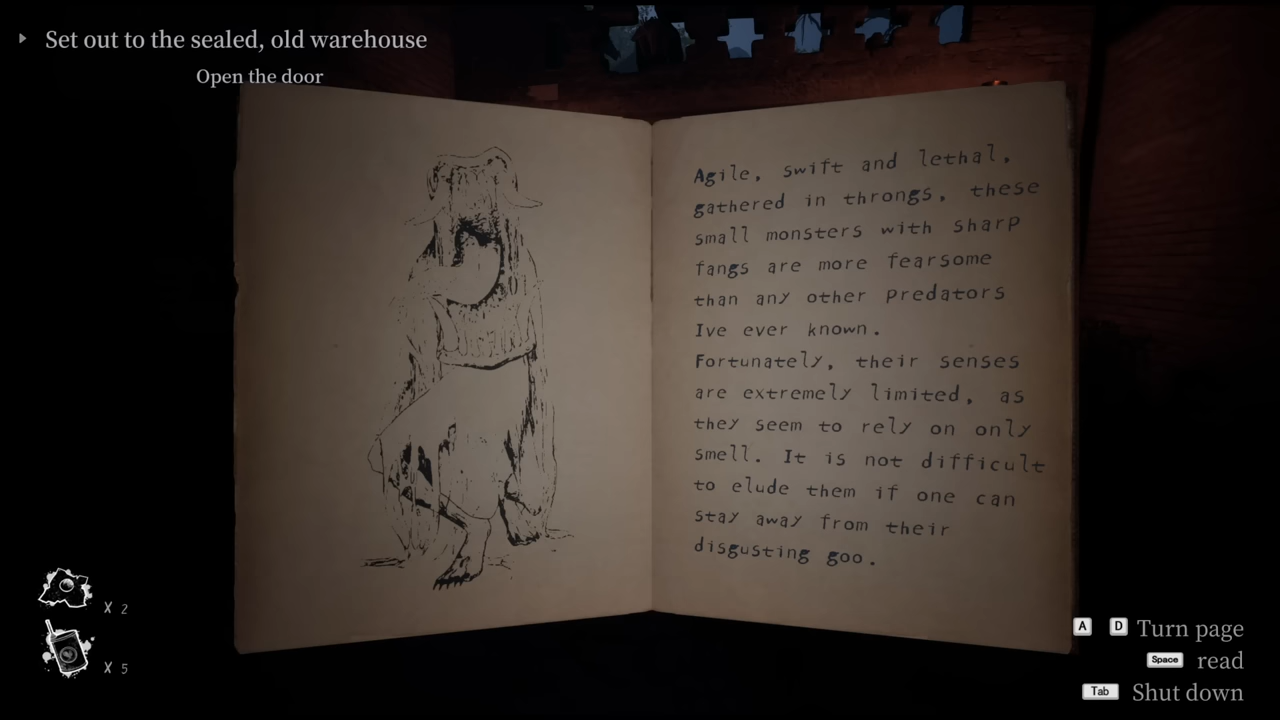 Set out to the sealed, old warehouse
Open the door
Agile, swift and lethal,
gathered in throngs, these
small monsters with sharp
fangs are more fearsome
than any other predators
Ive ever known.
Fortunately, their senses
are extremely limited, as
they seem to rely on only
smell. It is not difficult
to elude them if one can
stay away from their
disgusting goo.
X 2
X 5
A D Turn page
Space read
Tab Shut down